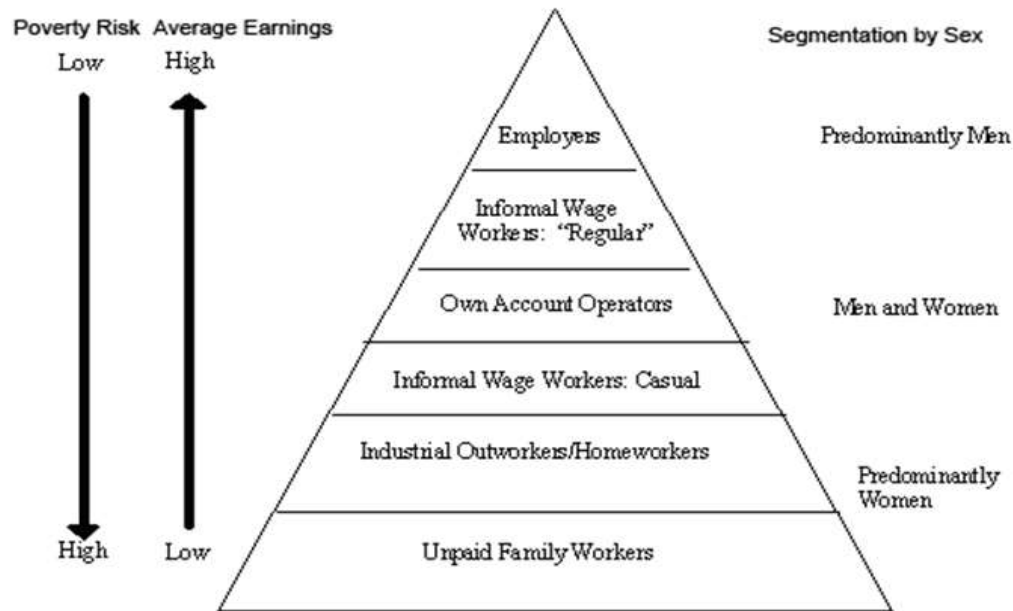 Poverty Risk Average Earnings
Low High
Segmentation by Sex
Employers
Predominantly Men
Informal Wage
Workers: “Regular”
Own Account Operators
Men and Women
Informal Wage Workers: Casual
Industrial Outworkers/Homeworkers
Predominantly
Women
High Low
Unpaid Family Workers